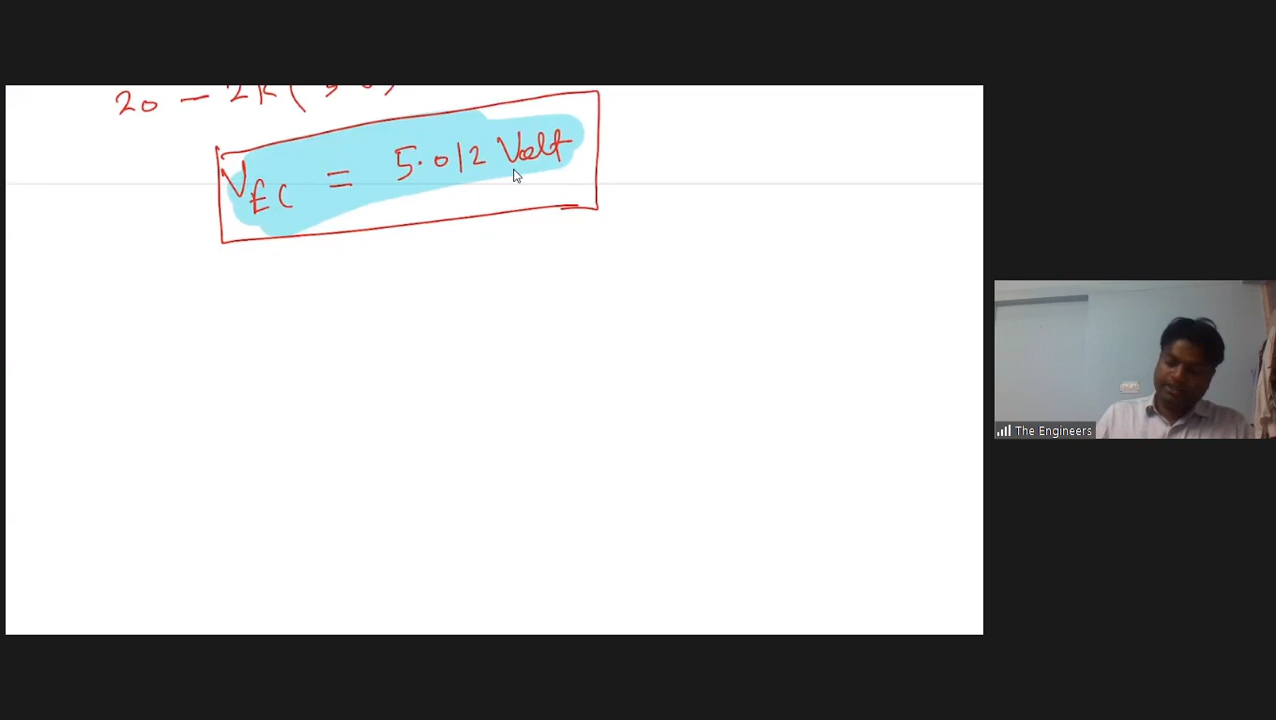 20 - 2k(
VEC = 5.012 Volt
The Engineers